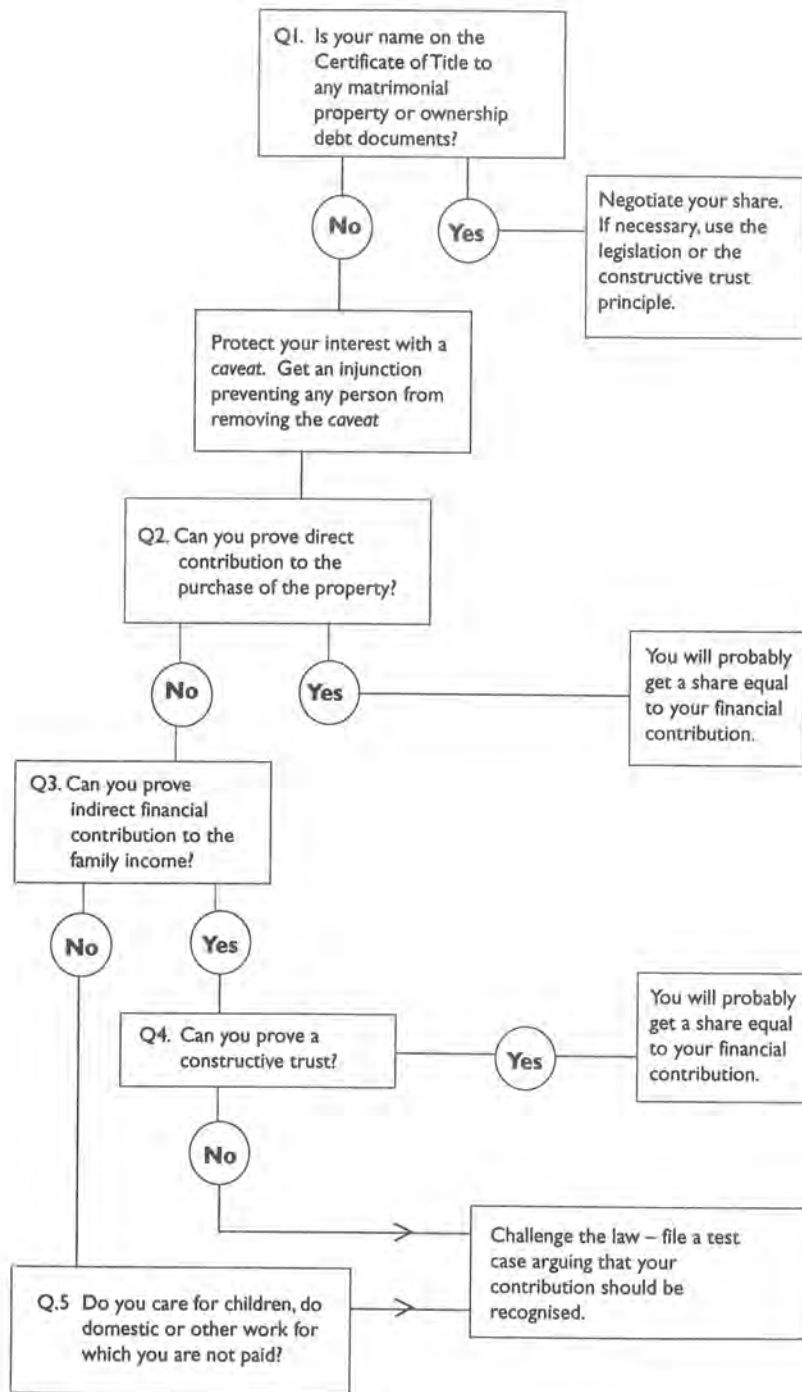 Q1. Is your name on the
Certificate of Title to
any matrimonial
property or ownership
debt documents?
No
Yes
Negotiate your share.
If necessary, use the
legislation or the
constructive trust
principle.
Protect your interest with a
caveat. Get an injunction
preventing any person from
removing the caveat
Q2. Can you prove direct
contribution to the
purchase of the property?
No
Yes
You will probably
get a share equal
to your financial
contribution.
Q3. Can you prove
indirect financial
contribution to the
family income?
No
Yes
Q4. Can you prove a
constructive trust?
Yes
You will probably
get a share equal
to your financial
contribution.
No
Challenge the law – file a test
case arguing that your
contribution should be
recognised.
Q.5 Do you care for children, do
domestic or other work for
which you are not paid?